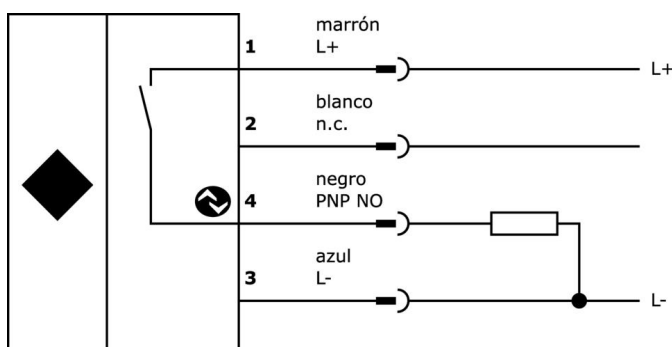 1
marrón
L+
L+
2
blanco
n.c.
4
negro
PNP NO
3
azul
L-
L-